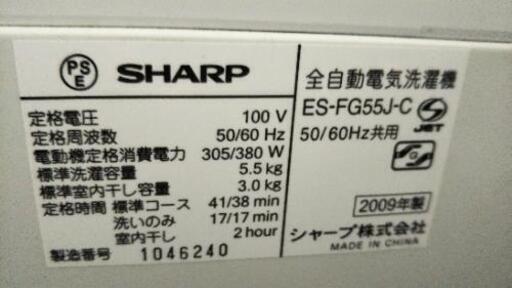 PSE SHARP
定格電圧 100 V
定格周波数 50/60 Hz
電動機定格消費電力 305/380 W
標準洗濯容量 5.5 kg
標準室内干し容量 3.0 kg
定格時間 標準コース 41/38 min
洗いのみ 17/17 min
室内干し 2 hour
製造番号 1046240
全自動電気洗濯機
ES-FG55J-C
JET
50/60Hz共用
2009年製
シャープ株式会社
MADE IN CHINA